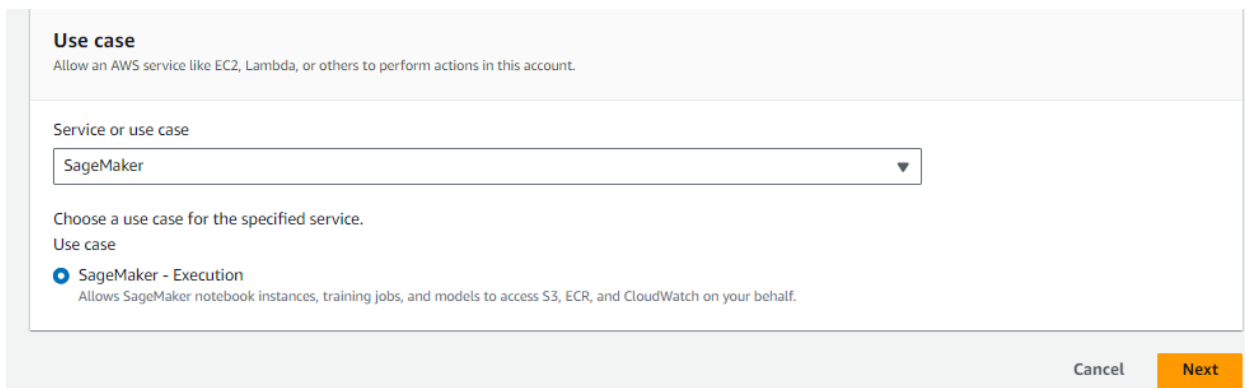 Use case
Allow an AWS service like EC2, Lambda, or others to perform actions in this account.
Service or use case
SageMaker
Choose a use case for the specified service.
Use case
SageMaker - Execution
Allows SageMaker notebook instances, training jobs, and models to access S3, ECR, and CloudWatch on your behalf.
Cancel
Next